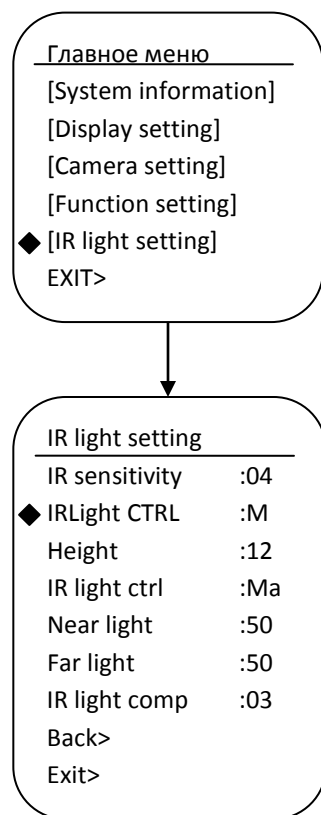 Главное меню
[System information]
[Display setting]
[Camera setting]
[Function setting]
[IR light setting]
EXIT>
IR light setting
IR sensitivity :04
IRLight CTRL :M
Height :12
IR light ctrl :Ma
Near light :50
Far light :50
IR light comp :03
Back>
Exit>